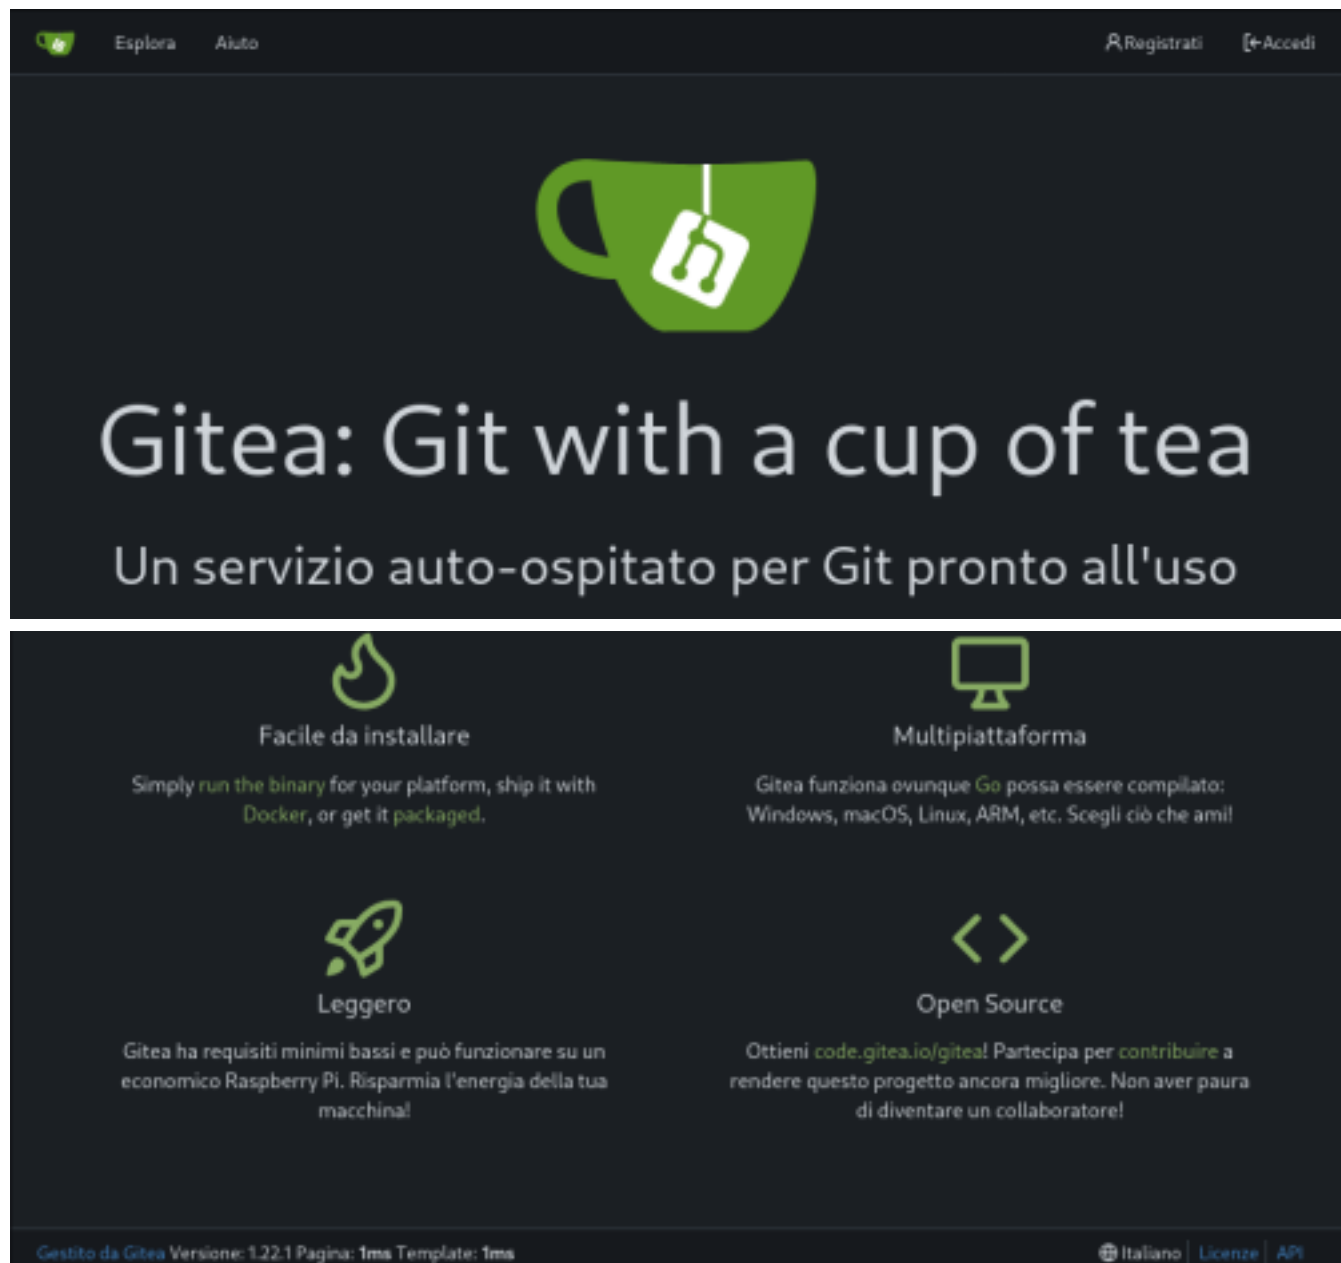 Esplora Aiuto Registrati Accedi
Gitea: Git with a cup of tea
Un servizio auto-ospitato per Git pronto all'uso
Facile da installare
Simply run the binary for your platform, ship it with
Docker, or get it packaged.
Multipiattaforma
Gitea funziona ovunque Go possa essere compilato:
Windows, macOS, Linux, ARM, etc. Scegli ciò che ami!
Leggero
Gitea ha requisiti minimi bassi e può funzionare su un
economico Raspberry Pi. Risparmia l'energia della tua
macchina!
Open Source
Ottieni code.gitea.io/gitea! Partecipa per contribuire a
rendere questo progetto ancora migliore. Non aver paura
di diventare un collaboratore!
Gestito da Gitea Versione: 1.22.1 Pagina: 1ms Template: 1ms Italiano Licenze API